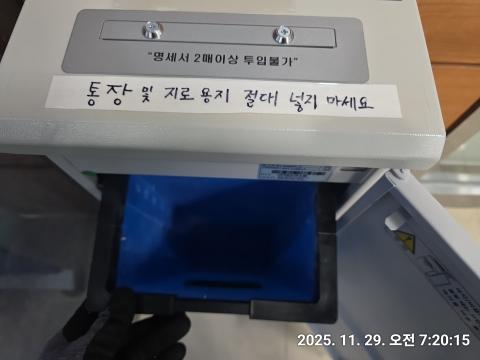 "명세서 2매이상 투입불가"
통장 및 지로용지 절대 넣지 마세요
2025. 11. 29. 오전 7:20:15